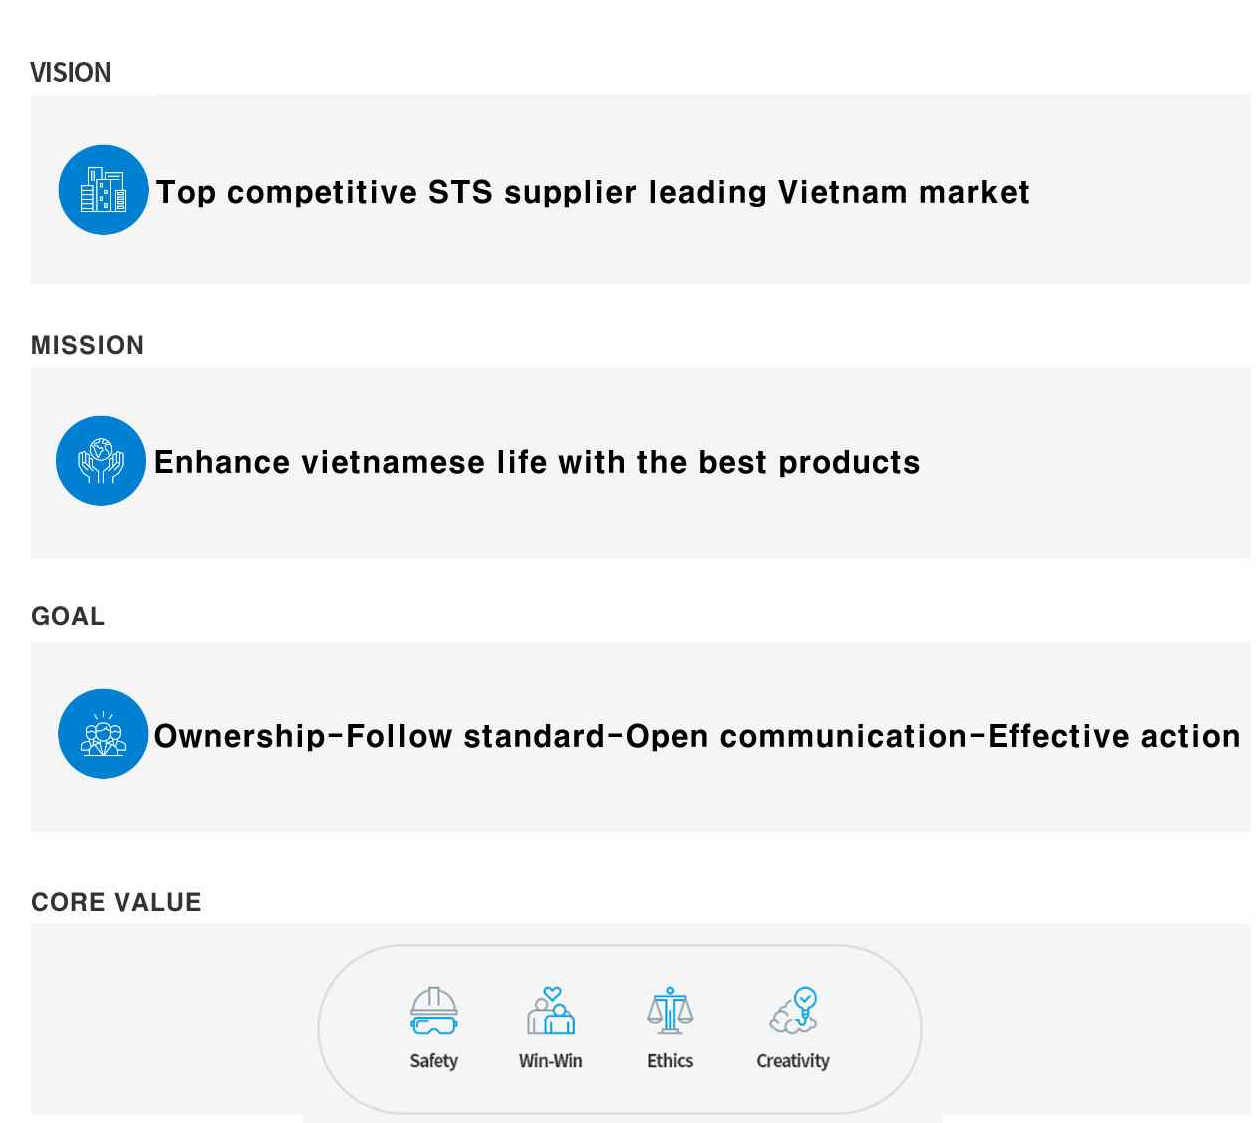 VISION
Top competitive STS supplier leading Vietnam market
MISSION
Enhance vietnamese life with the best products
GOAL
Ownership-Follow standard-Open communication-Effective action
CORE VALUE
Safety Win-Win Ethics Creativity